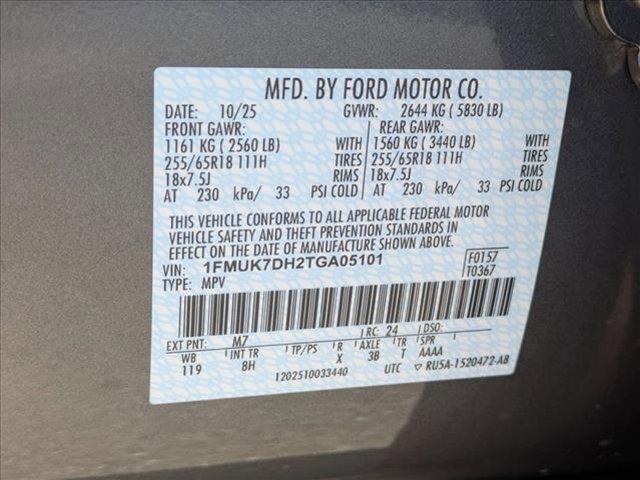 MFD. BY FORD MOTOR CO.
DATE: 10/25 GVWR: 2644 KG ( 5830 LB)
FRONT GAWR: REAR GAWR:
1161 KG ( 2560 LB) WITH 1560 KG ( 3440 LB) WITH
255/65R18 111H TIRES 255/65R18 111H TIRES
18x7.5J RIMS 18x7.5J RIMS
AT 230 kPa/ 33 PSI COLD AT 230 kPa/ 33 PSI COLD
THIS VEHICLE CONFORMS TO ALL APPLICABLE FEDERAL MOTOR
VEHICLE SAFETY AND THEFT PREVENTION STANDARDS IN
EFFECT ON THE DATE OF MANUFACTURE SHOWN ABOVE.
VIN: 1FMUK7DH2TGA05101 F0157
TYPE: MPV T0367
EXT PNT: M7 RC: 24 DSO:
WB INT TR TP/PS R AXLE TR SPR
119 8H X 3B T AAAA
1202510033440 UTC ▽ RU5A-1520472-AB